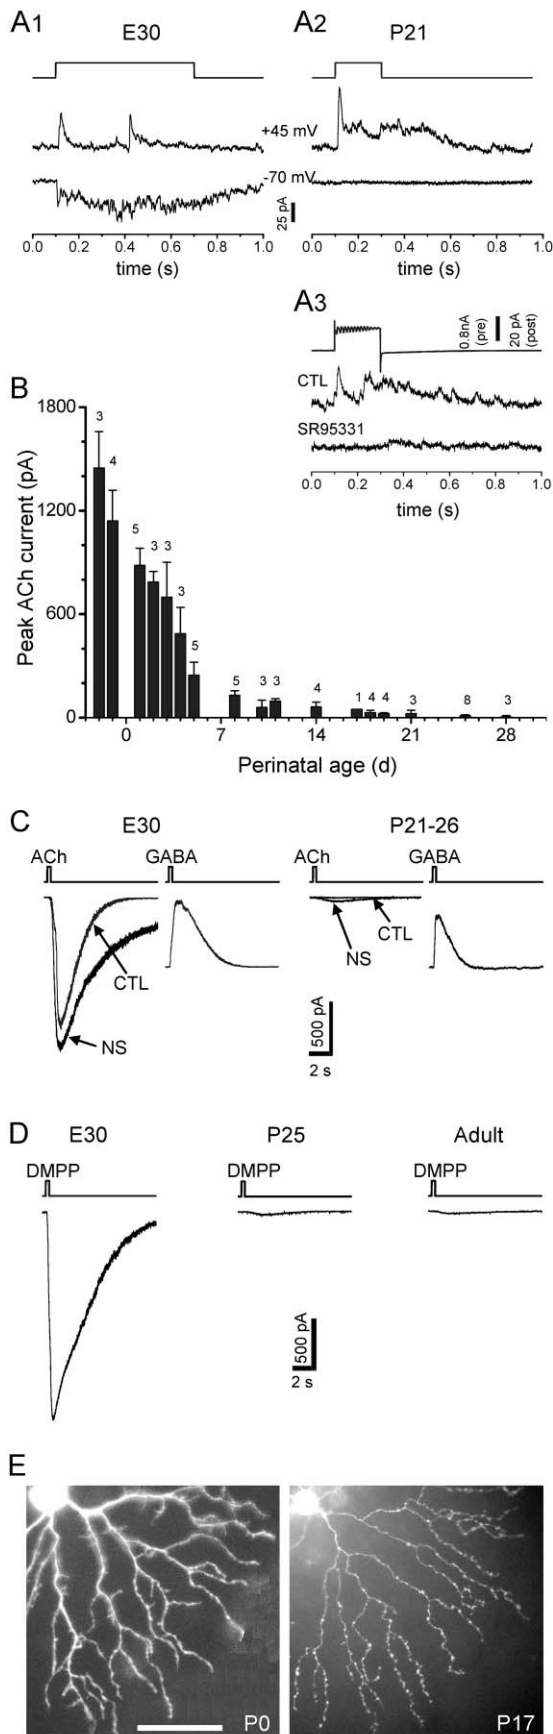 A1
E30
A2
P21
+45 mV
-70 mV
25 pA
0.0 0.2 0.4 0.6 0.8 1.0
time (s)
0.0 0.2 0.4 0.6 0.8 1.0
time (s)
A3
0.8nA (pre)
20 pA (post)
CTL
SR95331
0.0 0.2 0.4 0.6 0.8 1.0
time (s)
B
Peak ACh current (pA)
1800
1200
600
0
3
4
5
3 3
3
5
5
3 3
4
1 4 4
3
8
3
0 7 14 21 28
Perinatal age (d)
C
E30
P21-26
ACh GABA ACh GABA
CTL
NS
CTL
NS
500 pA
2 s
D
E30 P25 Adult
DMPP DMPP DMPP
500 pA
2 s
E
P0
P17